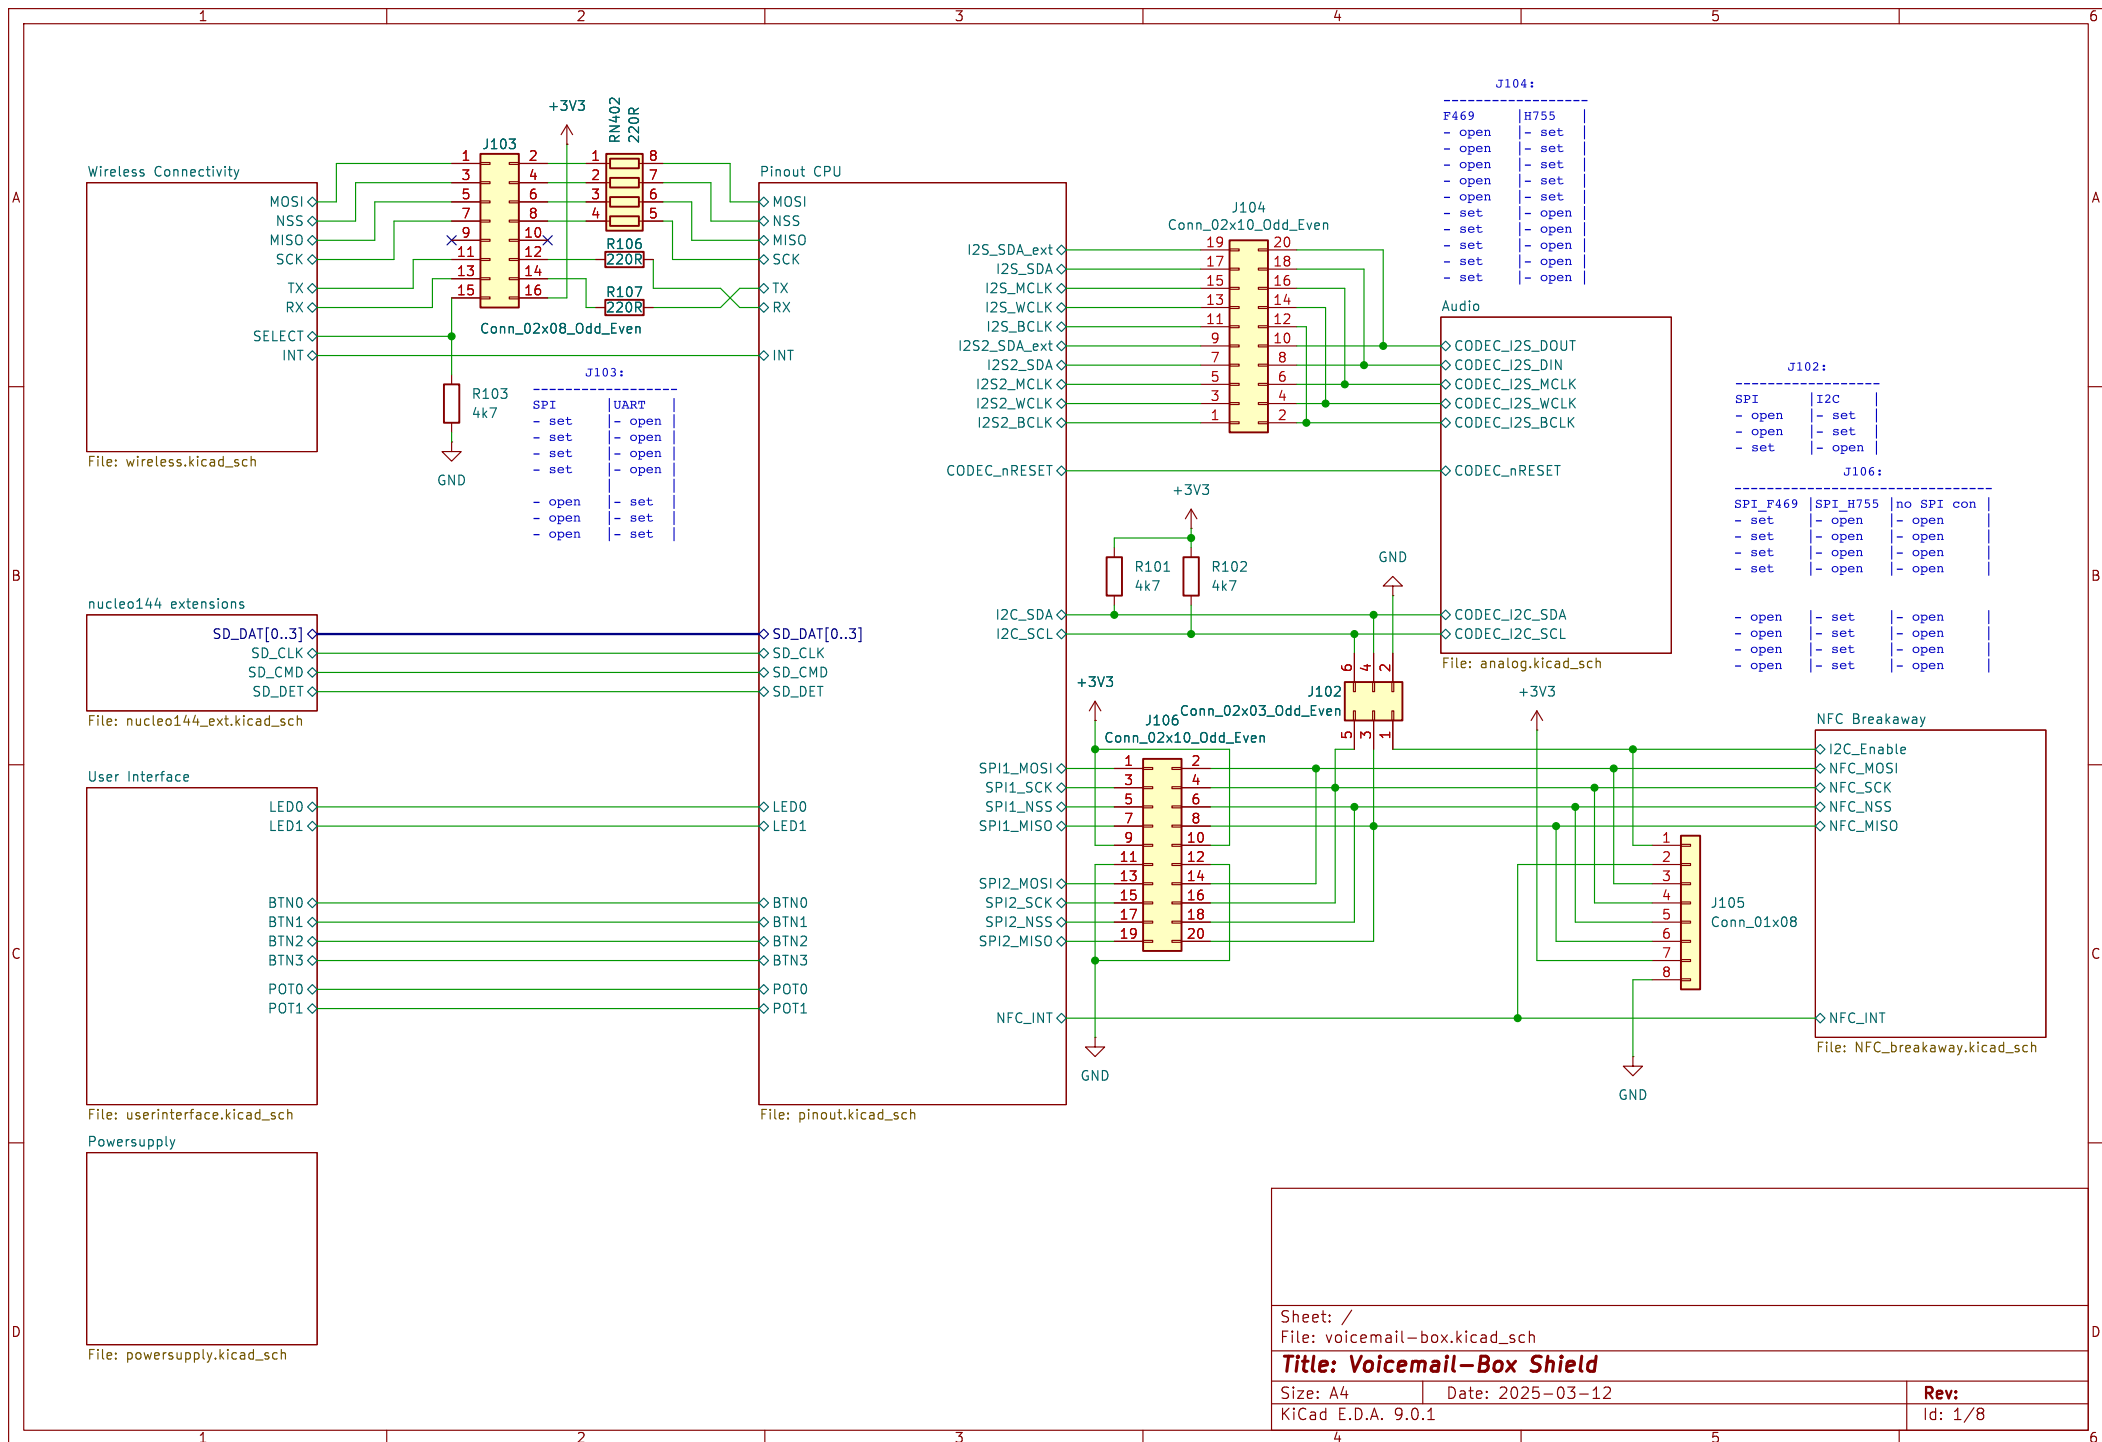 1 2 3 4 5 6
A
B
C
D
A
B
C
D
1 2 3 4 5 6
Wireless Connectivity
MOSI
NSS
MISO
SCK
TX
RX
SELECT
INT
File: wireless.kicad_sch
J103
1 2
3 4
5 6
7 8
9 10
11 12
13 14
15 16
Conn_02x08_Odd_Even
+3V3
RN402
220R
1 8
2 7
3 6
4 5
R106
220R
R107
220R
R103
4k7
GND
J103:
------------------
SPI |UART |
- set |- open |
- set |- open |
- set |- open |
- set |- open |
| |
- open |- set |
- open |- set |
- open |- set |
nucleo144 extensions
SD_DAT[0..3]
SD_CLK
SD_CMD
SD_DET
File: nucleo144_ext.kicad_sch
User Interface
LED0
LED1
BTN0
BTN1
BTN2
BTN3
POT0
POT1
File: userinterface.kicad_sch
Powersupply
File: powersupply.kicad_sch
Pinout CPU
MOSI
NSS
MISO
SCK
TX
RX
INT
SD_DAT[0..3]
SD_CLK
SD_CMD
SD_DET
LED0
LED1
BTN0
BTN1
BTN2
BTN3
POT0
POT1
I2S_SDA_ext
I2S_SDA
I2S_MCLK
I2S_WCLK
I2S_BCLK
I2S2_SDA_ext
I2S2_SDA
I2S2_MCLK
I2S2_WCLK
I2S2_BCLK
CODEC_nRESET
I2C_SDA
I2C_SCL
SPI1_MOSI
SPI1_SCK
SPI1_NSS
SPI1_MISO
SPI2_MOSI
SPI2_SCK
SPI2_NSS
SPI2_MISO
NFC_INT
File: pinout.kicad_sch
J104
Conn_02x10_Odd_Even
19 20
17 18
15 16
13 14
11 12
9 10
7 8
5 6
3 4
1 2
J104:
------------------
F469 |H755 |
- open |- set |
- open |- set |
- open |- set |
- open |- set |
- open |- set |
- set |- open |
- set |- open |
- set |- open |
- set |- open |
- set |- open |
Audio
CODEC_I2S_DOUT
CODEC_I2S_DIN
CODEC_I2S_MCLK
CODEC_I2S_WCLK
CODEC_I2S_BCLK
CODEC_nRESET
CODEC_I2C_SDA
CODEC_I2C_SCL
File: analog.kicad_sch
+3V3
R101
4k7
R102
4k7
GND
6 4 2
J102
Conn_02x03_Odd_Even
5 3 1
J102:
------------------
SPI |I2C |
- open |- set |
- open |- set |
- set |- open |
J106:
--------------------------------
SPI_F469 |SPI_H755 |no SPI con |
- set |- open |- open |
- set |- open |- open |
- set |- open |- open |
- set |- open |- open |
- open |- set |- open |
- open |- set |- open |
- open |- set |- open |
- open |- set |- open |
+3V3
J106
Conn_02x10_Odd_Even
1 2
3 4
5 6
7 8
9 10
11 12
13 14
15 16
17 18
19 20
GND
+3V3
NFC Breakaway
I2C_Enable
NFC_MOSI
NFC_SCK
NFC_NSS
NFC_MISO
NFC_INT
File: NFC_breakaway.kicad_sch
1
2
3
4
5
6
7
8
J105
Conn_01x08
GND
Sheet: /
File: voicemail-box.kicad_sch
Title: Voicemail-Box Shield
Size: A4 Date: 2025-03-12 Rev:
KiCad E.D.A. 9.0.1 Id: 1/8